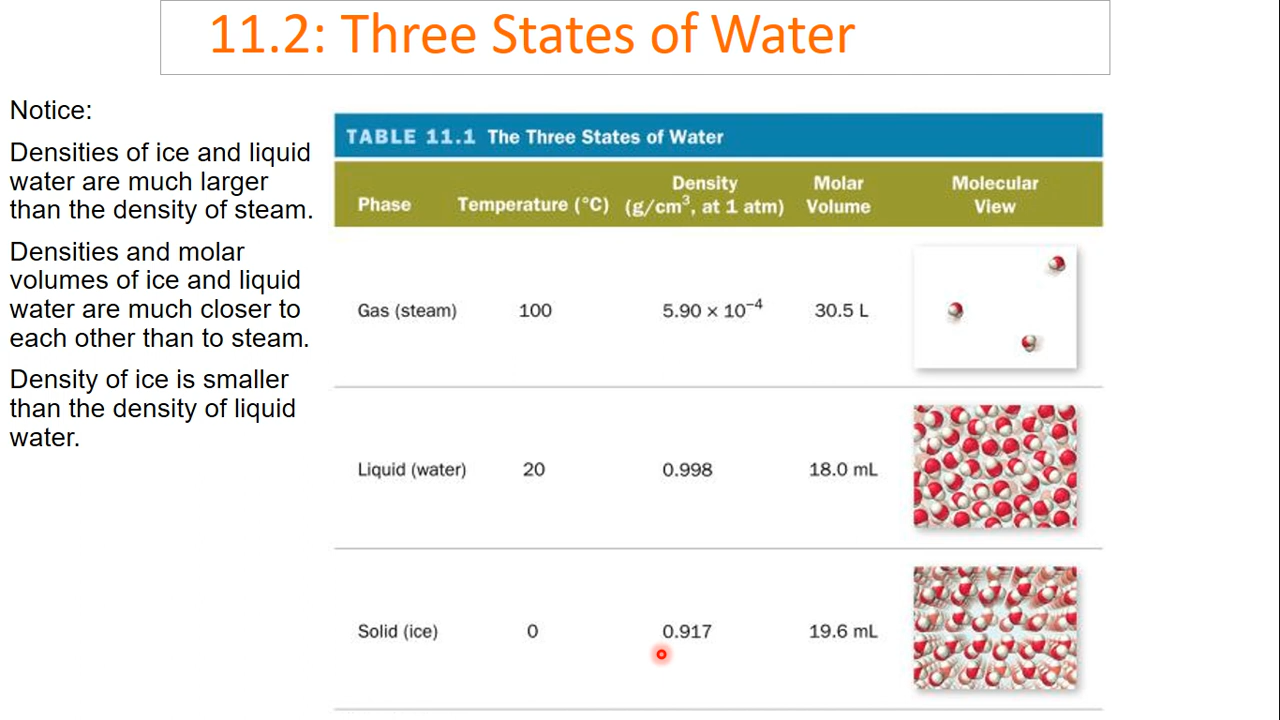 11.2: Three States of Water
Notice:
Densities of ice and liquid
water are much larger
than the density of steam.
Densities and molar
volumes of ice and liquid
water are much closer to
each other than to steam.
Density of ice is smaller
than the density of liquid
water.
TABLE 11.1 The Three States of Water
Phase Temperature (°C) Density (g/cm³, at 1 atm) Molar Volume Molecular View
Gas (steam) 100 5.90 × 10⁻⁴ 30.5 L
Liquid (water) 20 0.998 18.0 mL
Solid (ice) 0 0.917 19.6 mL